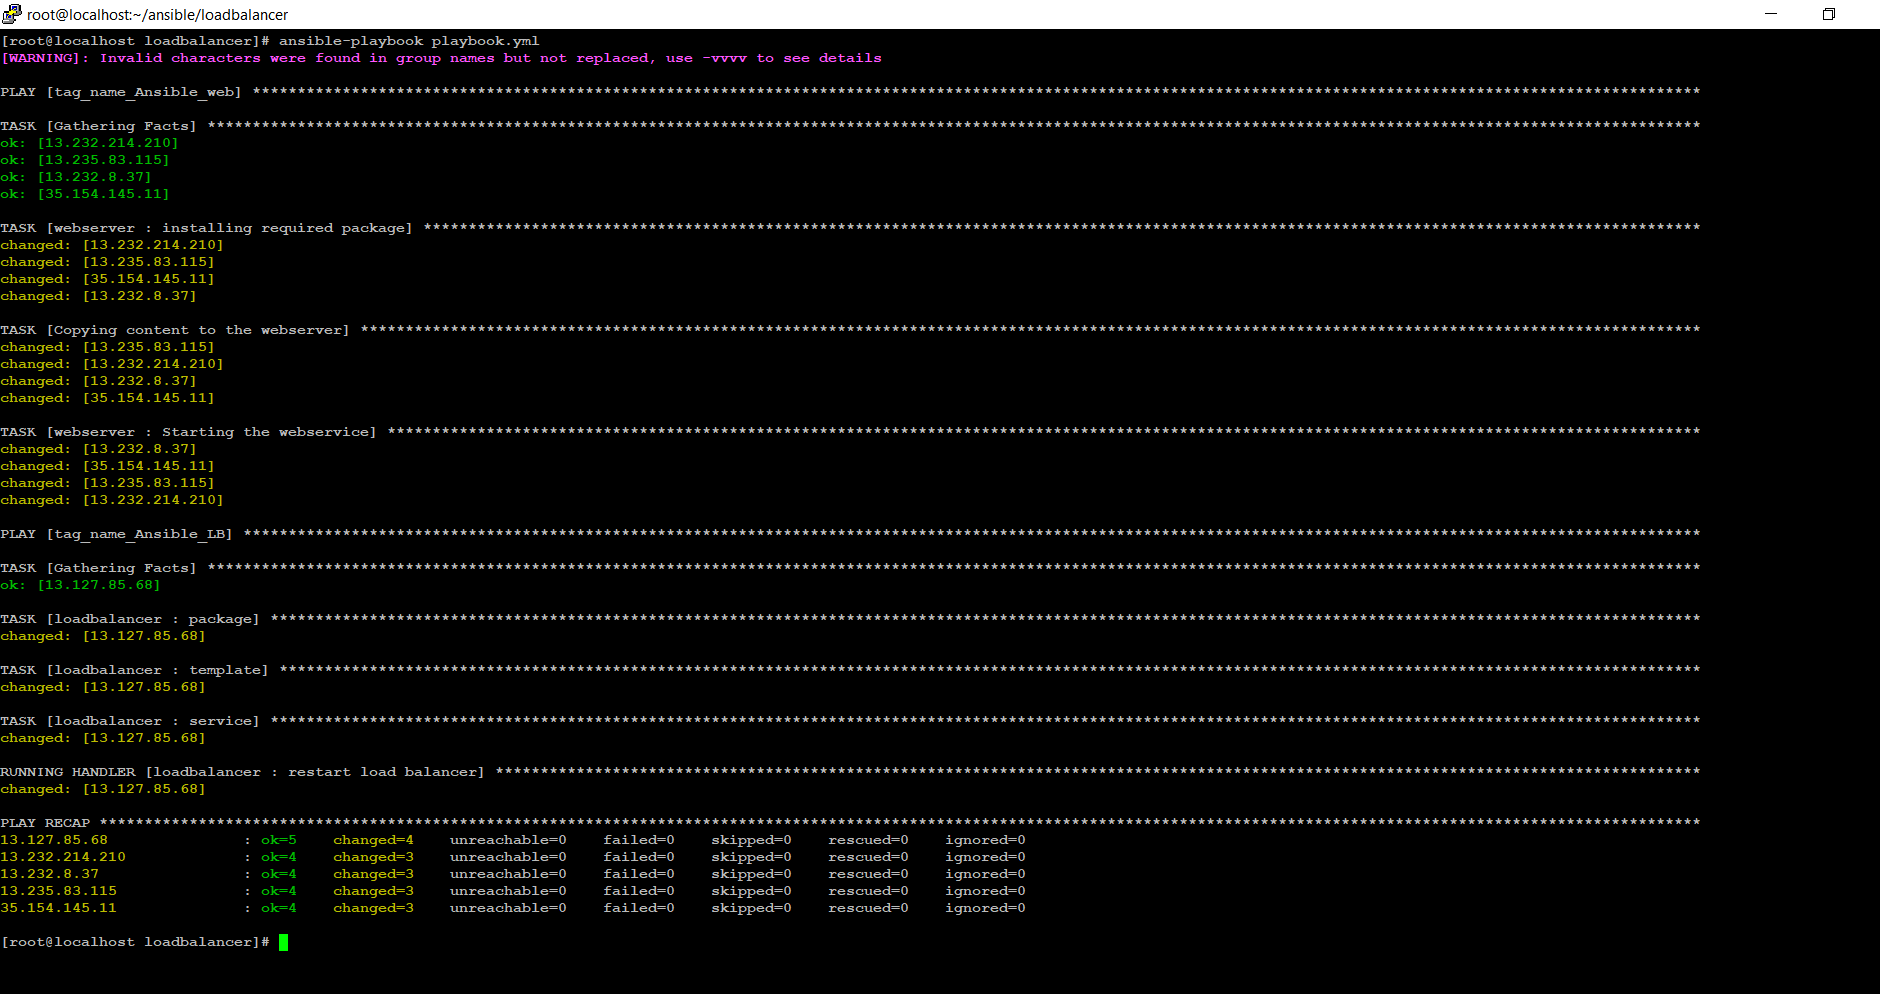 root@localhost:~/ansible/loadbalancer
[root@localhost loadbalancer]# ansible-playbook playbook.yml
[WARNING]: Invalid characters were found in group names but not replaced, use -vvvv to see details
PLAY [tag_name_Ansible_web] ****************************************************************************************************************************************************************
TASK [Gathering Facts] *********************************************************************************************************************************************************************
ok: [13.232.214.210]
ok: [13.235.83.115]
ok: [13.232.8.37]
ok: [35.154.145.11]
TASK [webserver : installing required package] *********************************************************************************************************************************************
changed: [13.232.214.210]
changed: [13.235.83.115]
changed: [35.154.145.11]
changed: [13.232.8.37]
TASK [Copying content to the webserver] ****************************************************************************************************************************************************
changed: [13.235.83.115]
changed: [13.232.214.210]
changed: [13.232.8.37]
changed: [35.154.145.11]
TASK [webserver : Starting the webservice] *************************************************************************************************************************************************
changed: [13.232.8.37]
changed: [35.154.145.11]
changed: [13.235.83.115]
changed: [13.232.214.210]
PLAY [tag_name_Ansible_LB] *****************************************************************************************************************************************************************
TASK [Gathering Facts] *********************************************************************************************************************************************************************
ok: [13.127.85.68]
TASK [loadbalancer : package] **************************************************************************************************************************************************************
changed: [13.127.85.68]
TASK [loadbalancer : template] *************************************************************************************************************************************************************
changed: [13.127.85.68]
TASK [loadbalancer : service] **************************************************************************************************************************************************************
changed: [13.127.85.68]
RUNNING HANDLER [loadbalancer : restart load balancer] *************************************************************************************************************************************
changed: [13.127.85.68]
PLAY RECAP *********************************************************************************************************************************************************************************
13.127.85.68 : ok=5 changed=4 unreachable=0 failed=0 skipped=0 rescued=0 ignored=0
13.232.214.210 : ok=4 changed=3 unreachable=0 failed=0 skipped=0 rescued=0 ignored=0
13.232.8.37 : ok=4 changed=3 unreachable=0 failed=0 skipped=0 rescued=0 ignored=0
13.235.83.115 : ok=4 changed=3 unreachable=0 failed=0 skipped=0 rescued=0 ignored=0
35.154.145.11 : ok=4 changed=3 unreachable=0 failed=0 skipped=0 rescued=0 ignored=0
[root@localhost loadbalancer]#